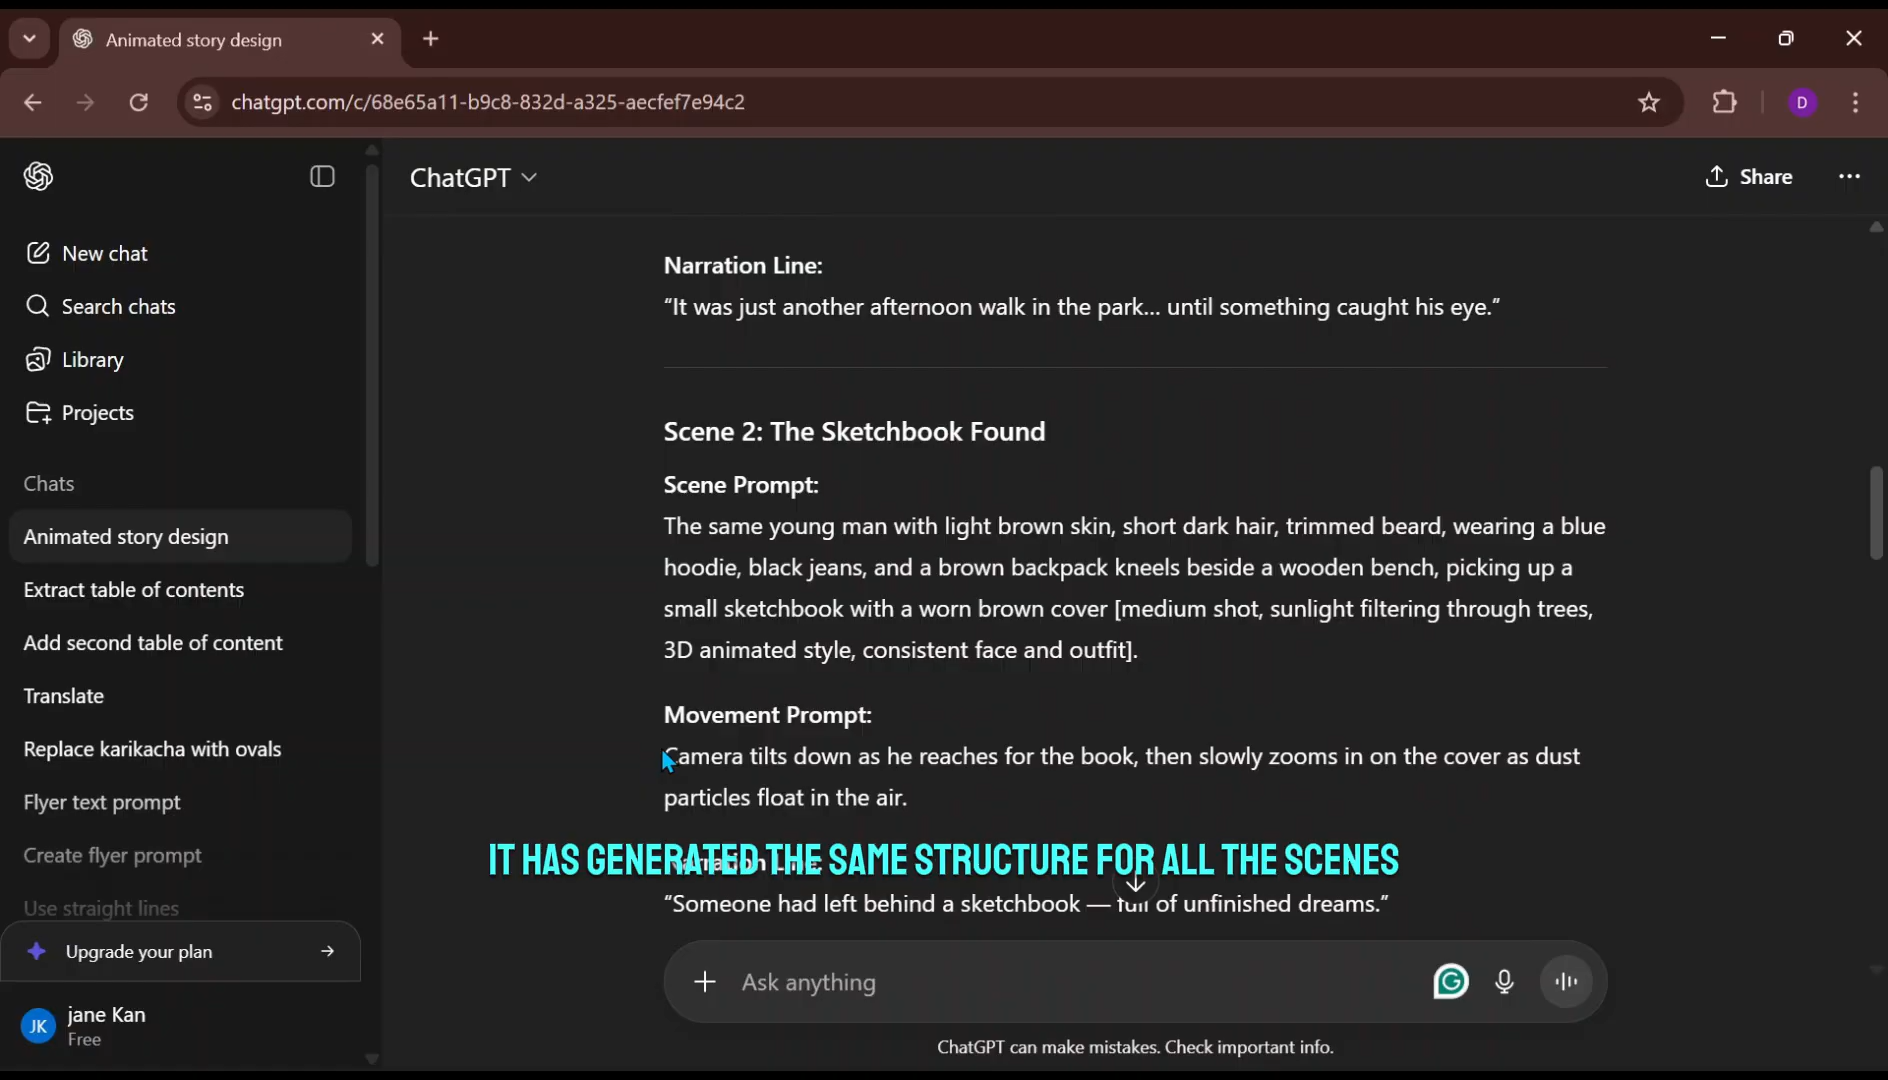 Animated story design
chatgpt.com/c/68e65a11-b9c8-832d-a325-aecfef7e94c2
D
ChatGPT
Share
New chat
Search chats
Library
Projects
Chats
Animated story design
Extract table of contents
Add second table of content
Translate
Replace karikacha with ovals
Flyer text prompt
Create flyer prompt
Use straight lines
Upgrade your plan
JK
jane Kan
Free
Narration Line:
“It was just another afternoon walk in the park... until something caught his eye.”
Scene 2: The Sketchbook Found
Scene Prompt:
The same young man with light brown skin, short dark hair, trimmed beard, wearing a blue
hoodie, black jeans, and a brown backpack kneels beside a wooden bench, picking up a
small sketchbook with a worn brown cover [medium shot, sunlight filtering through trees,
3D animated style, consistent face and outfit].
Movement Prompt:
Camera tilts down as he reaches for the book, then slowly zooms in on the cover as dust
particles float in the air.
Narration Line:
IT HAS GENERATED THE SAME STRUCTURE FOR ALL THE SCENES
“Someone had left behind a sketchbook — full of unfinished dreams.”
Ask anything
ChatGPT can make mistakes. Check important info.